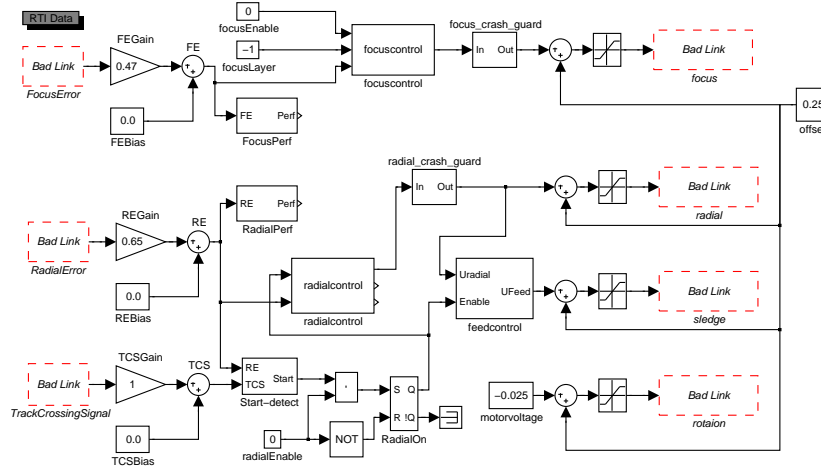 RTI Data
0
focusEnable
−1
focusLayer
focuscontrol
focuscontrol
focus_crash_guard
In Out
Bad Link
focus
FEGain
FE
Bad Link
0.47
FocusError
0.0
FEBias
FE Perf
FocusPerf
0.25
offse
radial_crash_guard
In Out
Bad Link
radial
REGain
RE
RE Perf
RadialPerf
Bad Link
0.65
RadialError
0.0
REBias
radialcontrol
radialcontrol
Uradial
UFeed
Enable
feedcontrol
Bad Link
sledge
TCSGain
TCS
Bad Link
1
TrackCrossingSignal
0.0
TCSBias
RE
Start
TCS
Start−detect
S Q
R !Q
RadialOn
0
radialEnable
NOT
−0.025
motorvoltage
Bad Link
rotaion